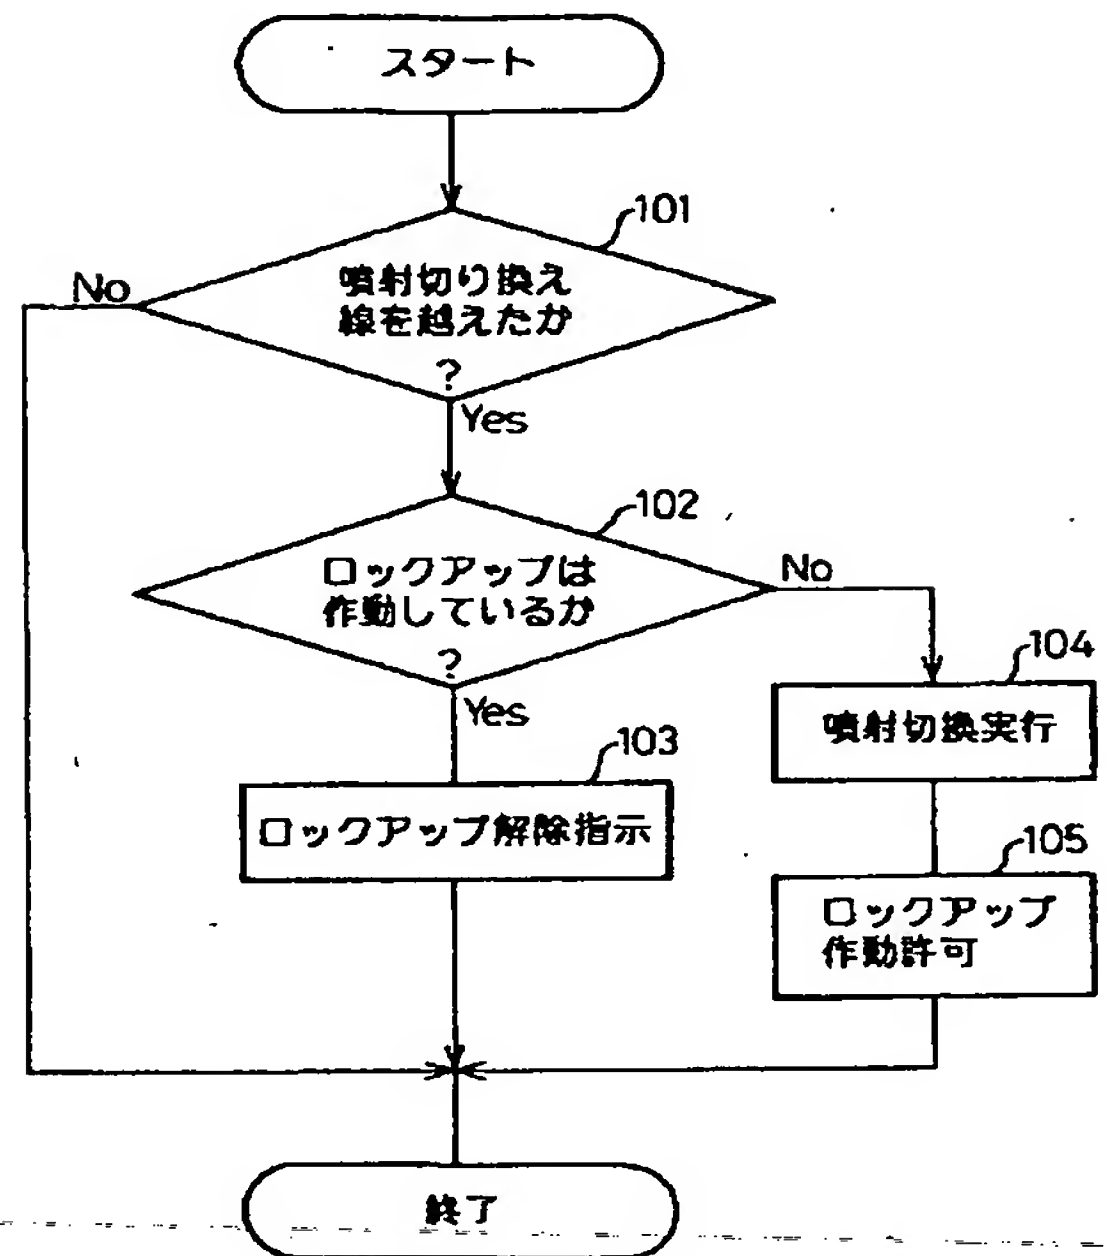 スタート
101
噴射切り換え
線を越えたか
?
No
Yes
102
ロックアップは
作動しているか
?
No
Yes
103
ロックアップ解除指示
104
噴射切換実行
105
ロックアップ
作動許可
終了